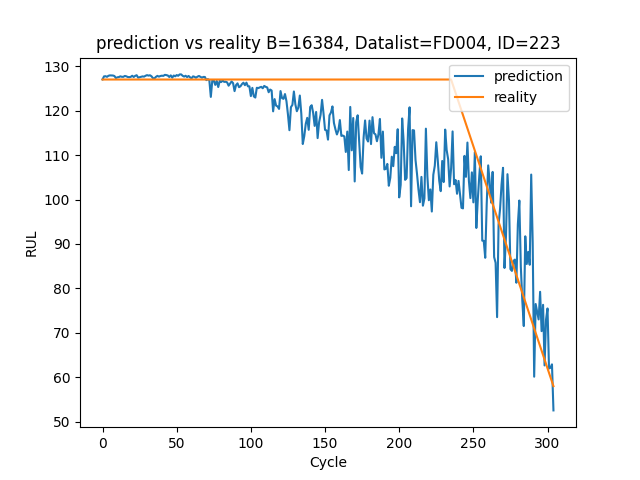 prediction vs reality B=16384, Datalist=FD004, ID=223
prediction
reality
130
120
110
100
90
80
70
60
50
RUL
0 50 100 150 200 250 300
Cycle